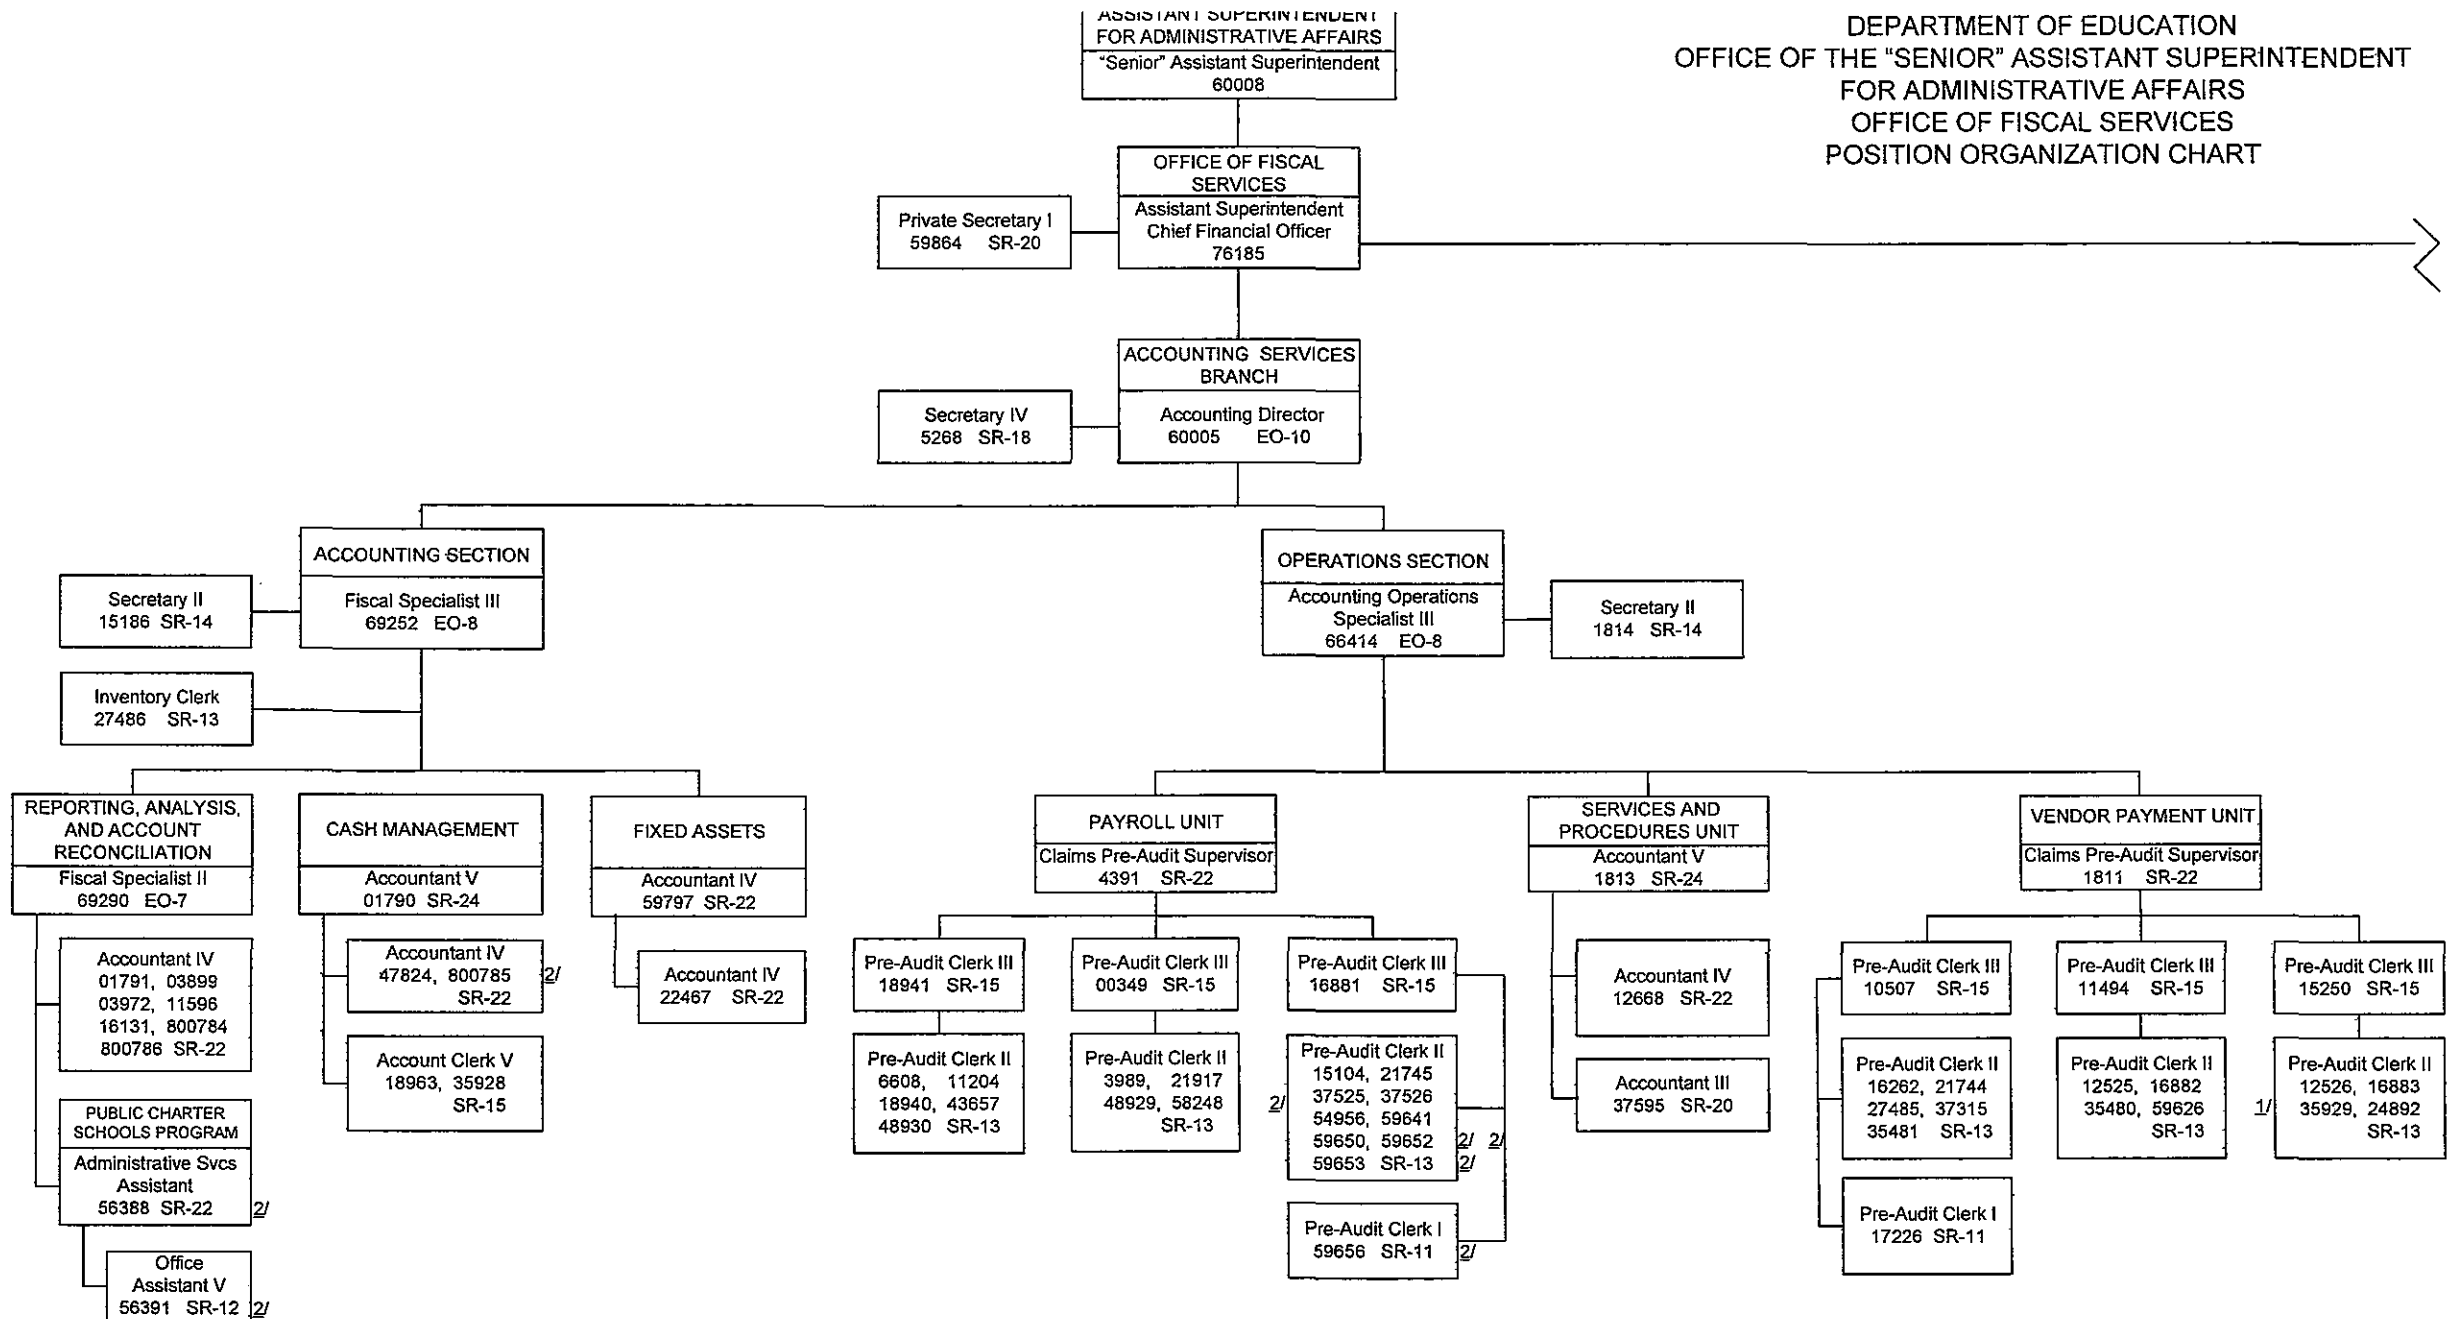 ASSISTANT SUPERINTENDENT
FOR ADMINISTRATIVE AFFAIRS
"Senior" Assistant Superintendent
60008
DEPARTMENT OF EDUCATION
OFFICE OF THE "SENIOR" ASSISTANT SUPERINTENDENT
FOR ADMINISTRATIVE AFFAIRS
OFFICE OF FISCAL SERVICES
POSITION ORGANIZATION CHART
OFFICE OF FISCAL
SERVICES
Assistant Superintendent
Chief Financial Officer
76185
Private Secretary I
59864 SR-20
ACCOUNTING SERVICES
BRANCH
Accounting Director
60005 EO-10
Secretary IV
5268 SR-18
ACCOUNTING SECTION
Fiscal Specialist III
69252 EO-8
Secretary II
15186 SR-14
Inventory Clerk
27486 SR-13
OPERATIONS SECTION
Accounting Operations
Specialist III
66414 EO-8
Secretary II
1814 SR-14
REPORTING, ANALYSIS,
AND ACCOUNT
RECONCILIATION
Fiscal Specialist II
69290 EO-7
Accountant IV
01791, 03899
03972, 11596
16131, 800784
800786 SR-22
PUBLIC CHARTER
SCHOOLS PROGRAM
Administrative Svcs
Assistant
56388 SR-22 2/
Office
Assistant V
56391 SR-12 2/
CASH MANAGEMENT
Accountant V
01790 SR-24
Accountant IV
47824, 800785 2/
SR-22
Account Clerk V
18963, 35928
SR-15
FIXED ASSETS
Accountant IV
59797 SR-22
Accountant IV
22467 SR-22
PAYROLL UNIT
Claims Pre-Audit Supervisor
4391 SR-22
Pre-Audit Clerk III
18941 SR-15
Pre-Audit Clerk II
6608, 11204
18940, 43657
48930 SR-13
Pre-Audit Clerk III
00349 SR-15
Pre-Audit Clerk II
3989, 21917
48929, 58248
SR-13
Pre-Audit Clerk III
16881 SR-15
Pre-Audit Clerk II
15104, 21745
37525, 37526
2/ 54956, 59641
59650, 59652 2/ 2/
59653 SR-13 2/
Pre-Audit Clerk I
59656 SR-11 2/
SERVICES AND
PROCEDURES UNIT
Accountant V
1813 SR-24
Accountant IV
12668 SR-22
Accountant III
37595 SR-20
VENDOR PAYMENT UNIT
Claims Pre-Audit Supervisor
1811 SR-22
Pre-Audit Clerk III
10507 SR-15
Pre-Audit Clerk II
16262, 21744
27485, 37315
35481 SR-13
Pre-Audit Clerk I
17226 SR-11
Pre-Audit Clerk III
11494 SR-15
Pre-Audit Clerk II
12525, 16882
35480, 59626
SR-13
Pre-Audit Clerk III
15250 SR-15
Pre-Audit Clerk II
12526, 16883
1/ 35929, 24892
SR-13